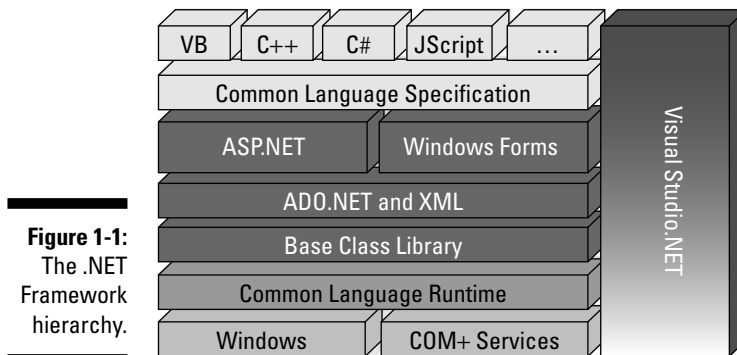 VB C++ C# JScript ...
Common Language Specification
ASP.NET Windows Forms
ADO.NET and XML
Base Class Library
Common Language Runtime
Windows COM+ Services
Visual Studio.NET
Figure 1-1:
The .NET
Framework
hierarchy.